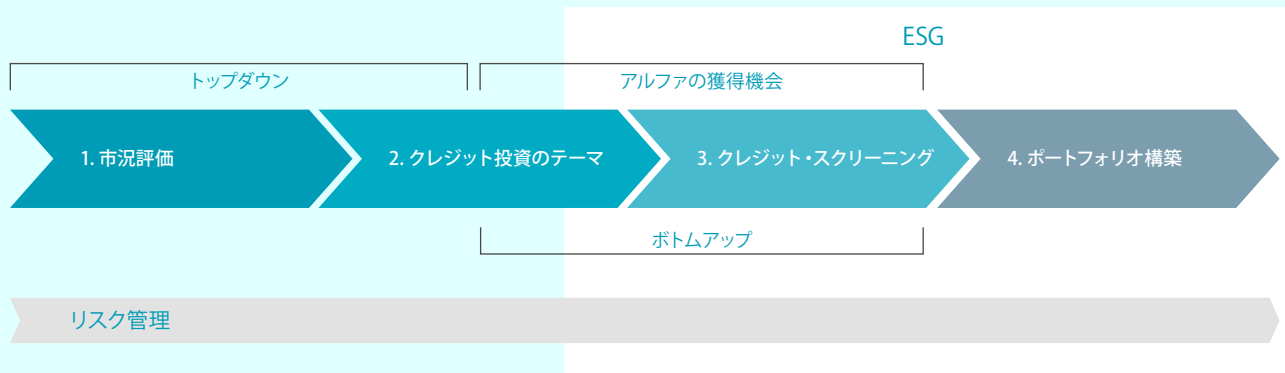 ESG
トップダウン
アルファの獲得機会
1. 市況評価
2. クレジット投資のテーマ
3. クレジット・スクリーニング
4. ポートフォリオ構築
ボトムアップ
リスク管理